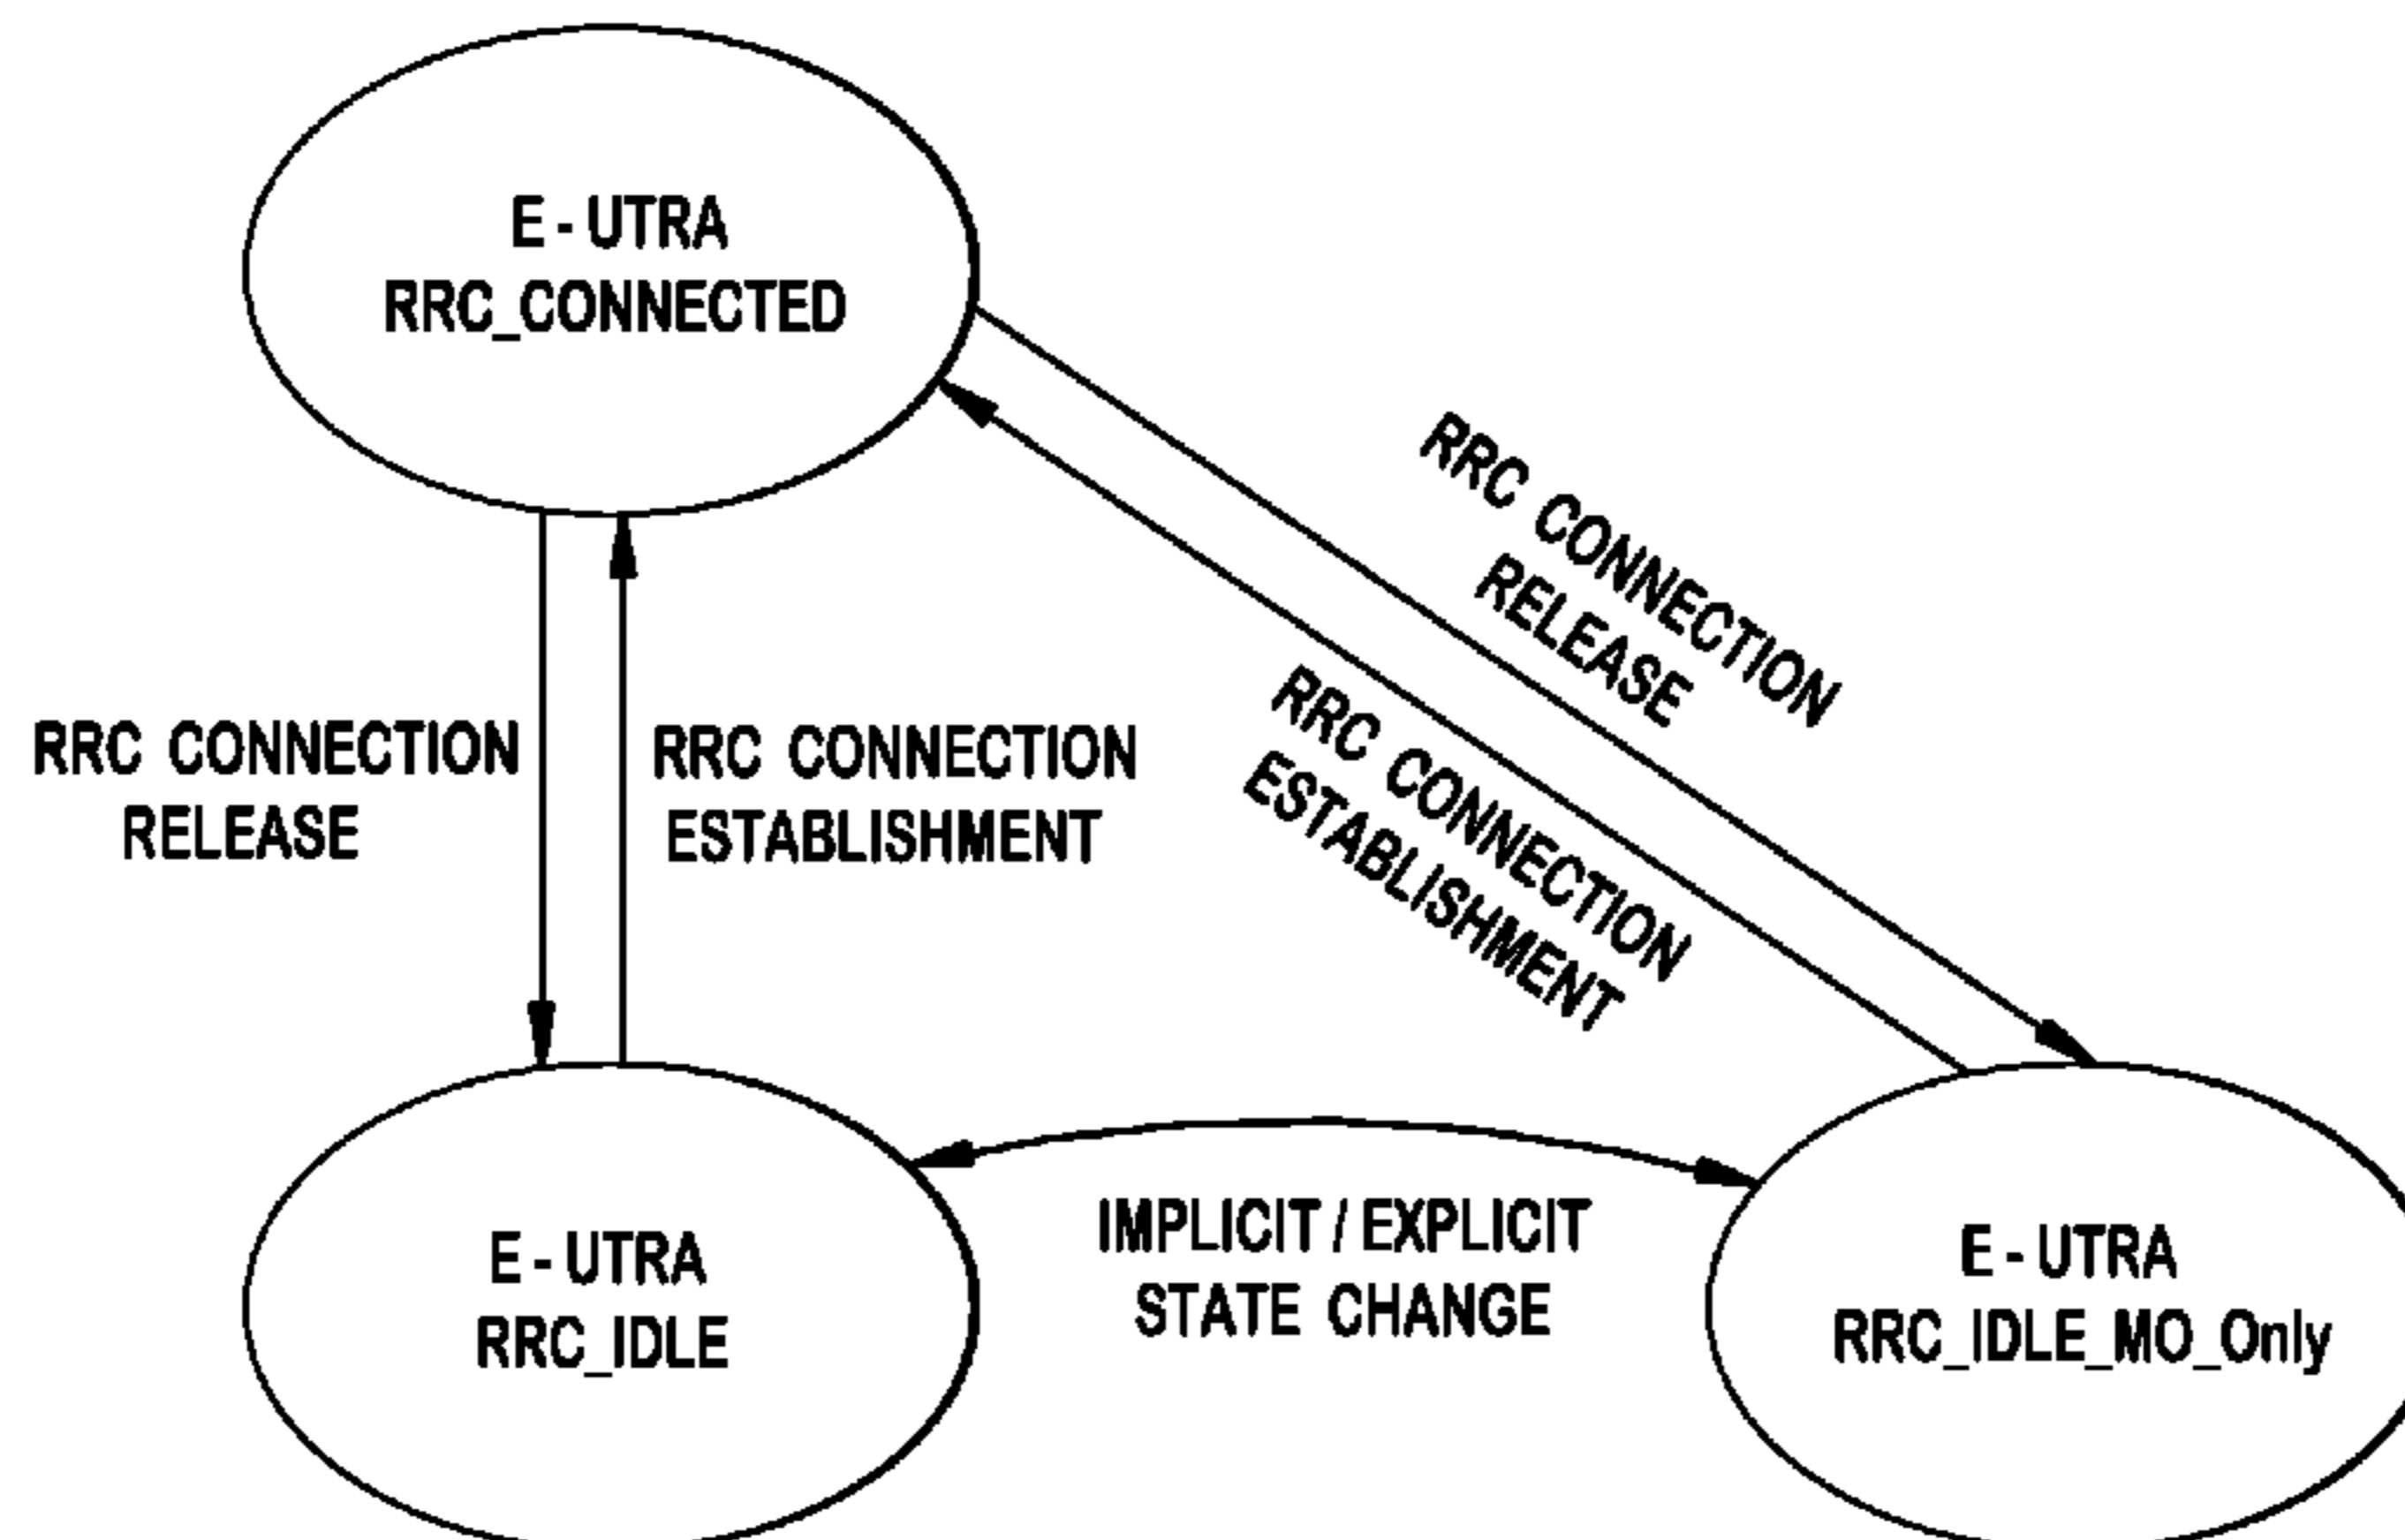 E - UTRA
RRC_CONNECTED
RRC CONNECTION
RELEASE
RRC CONNECTION
ESTABLISHMENT
RRC CONNECTION
RELEASE
RRC CONNECTION
ESTABLISHMENT
E - UTRA
RRC_IDLE
IMPLICIT / EXPLICIT
STATE CHANGE
E - UTRA
RRC_IDLE_MO_Only